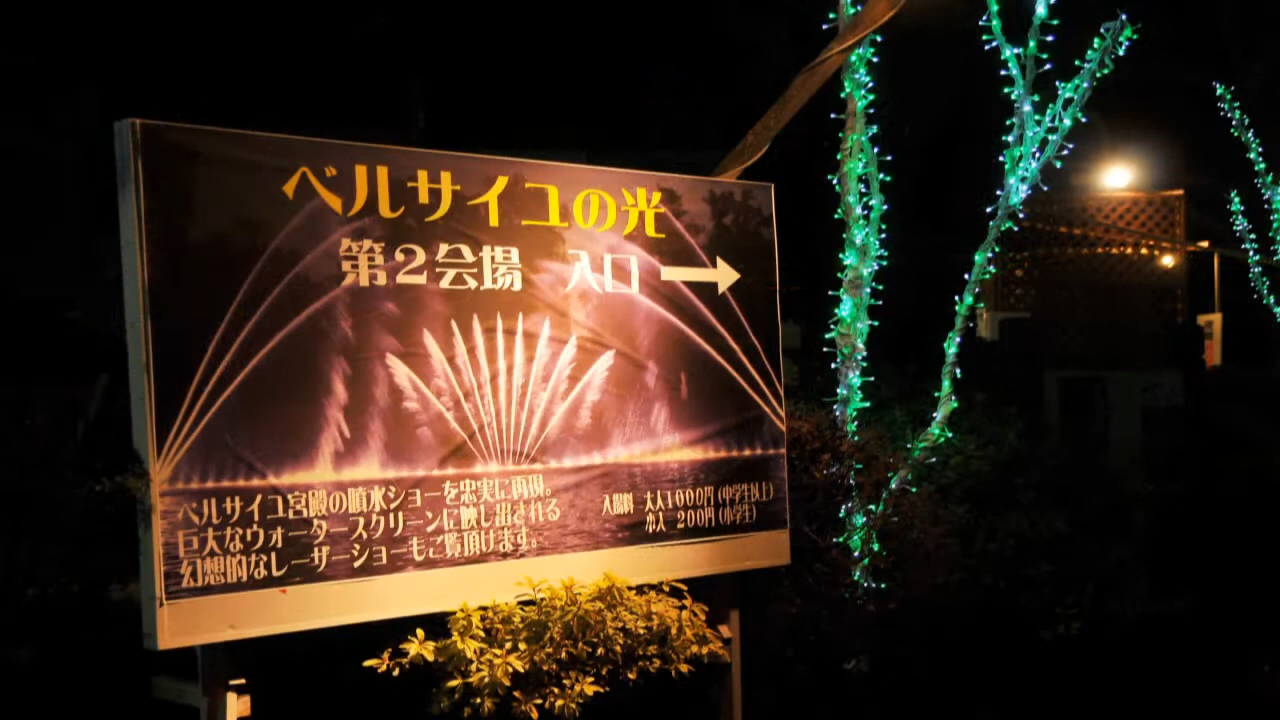 ベルサイユの光
第2会場 入口 →
ベルサイユ宮殿の噴水ショーを忠実に再現。
巨大なウォータースクリーンに映し出される
幻想的なレーザーショーもご覧頂けます。
入場料 大人1000円(中学生以上)
小人 200円(小学生)